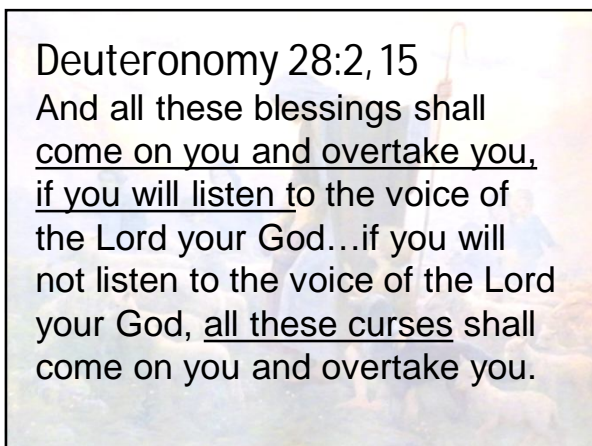 Deuteronomy 28:2, 15
And all these blessings shall
come on you and overtake you,
if you will listen to the voice of
the Lord your God…if you will
not listen to the voice of the Lord
your God, all these curses shall
come on you and overtake you.